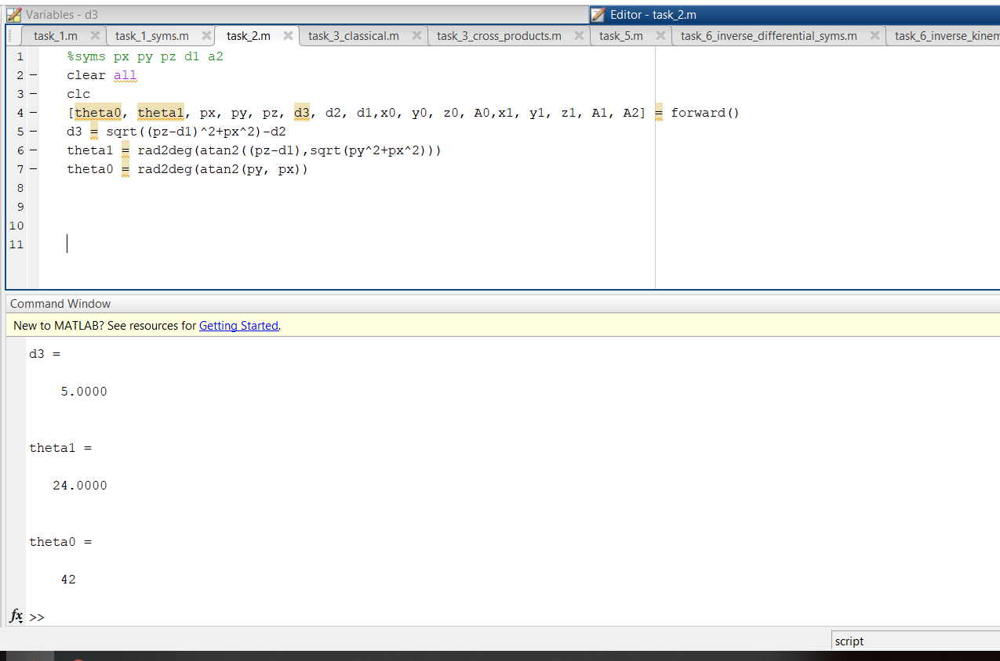 Variables - d3
Editor - task_2.m
task_1.m task_1_syms.m task_2.m task_3_classical.m task_3_cross_products.m task_5.m task_6_inverse_differential_syms.m task_6_inverse_kinem
1 %syms px py pz d1 a2
2 – clear all
3 – clc
4 – [theta0, theta1, px, py, pz, d3, d2, d1,x0, y0, z0, A0,x1, y1, z1, A1, A2] = forward()
5 – d3 = sqrt((pz-d1)^2+px^2)-d2
6 – theta1 = rad2deg(atan2((pz-d1),sqrt(py^2+px^2)))
7 – theta0 = rad2deg(atan2(py, px))
8
9
10
11
Command Window
New to MATLAB? See resources for Getting Started.
d3 =
5.0000
theta1 =
24.0000
theta0 =
42
fx >>
script